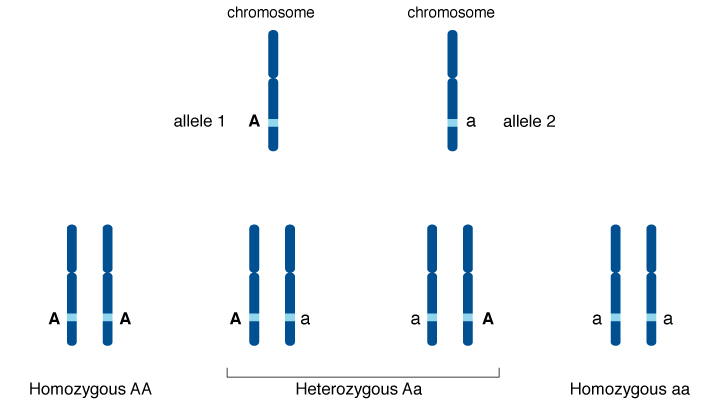 chromosome chromosome
allele 1 A a allele 2
A A A a a A a a
Homozygous AA Heterozygous Aa Homozygous aa